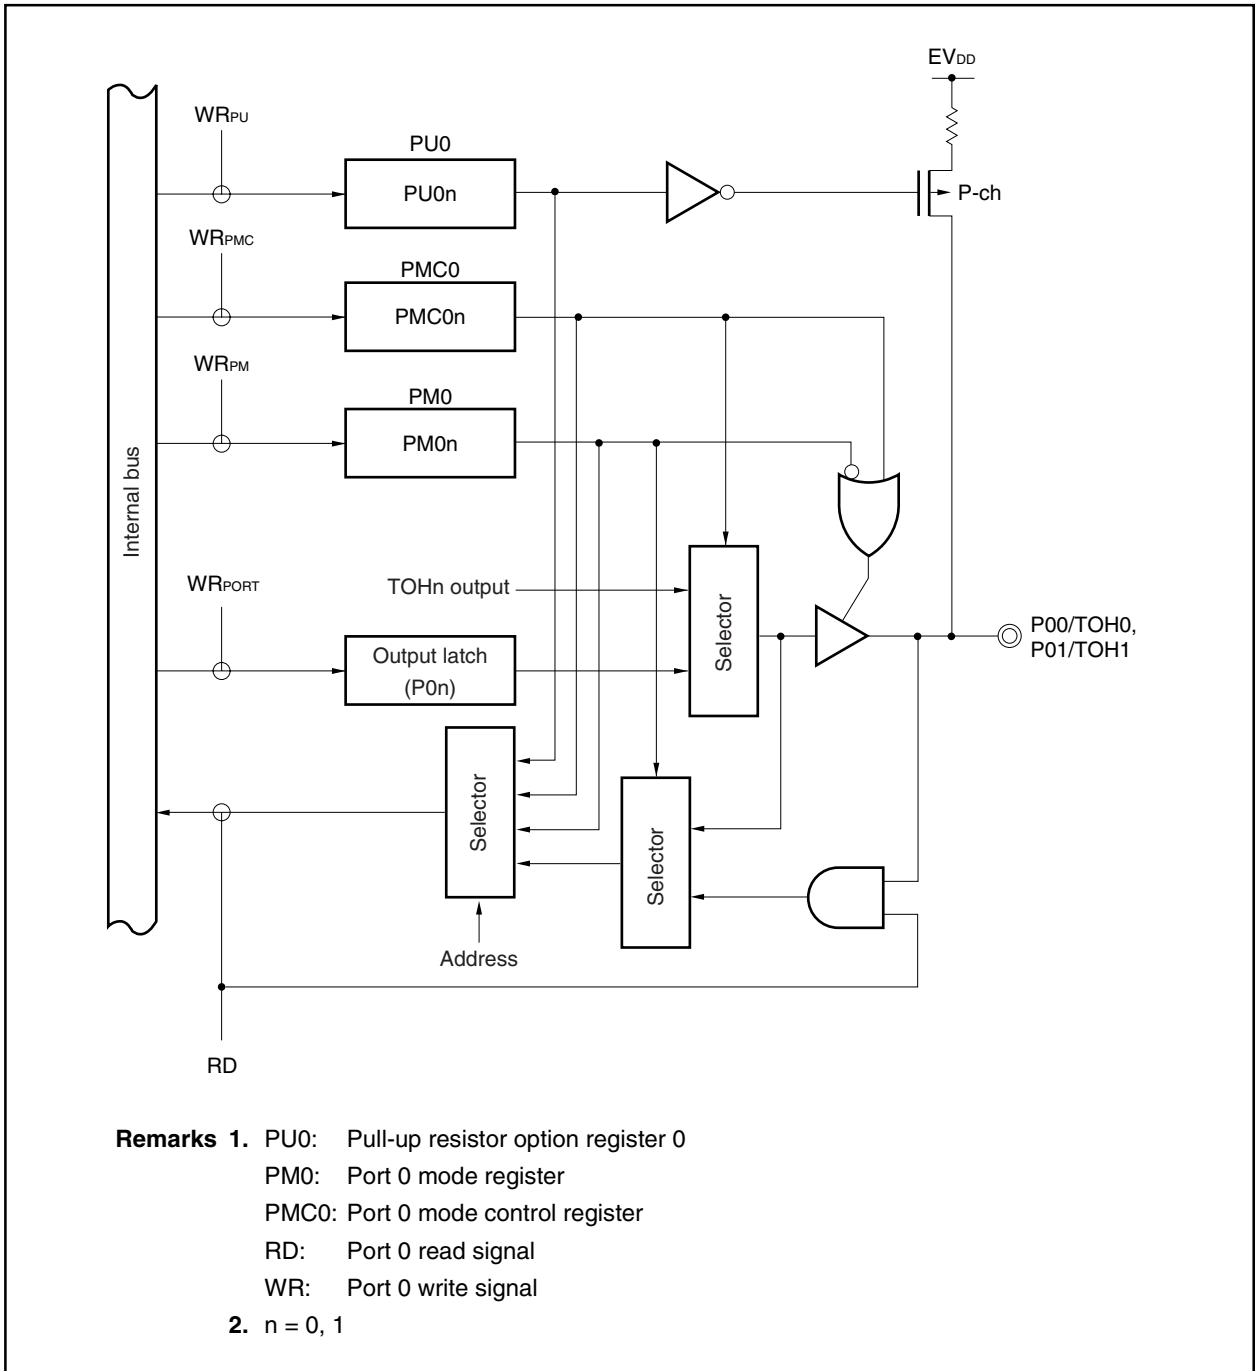 EVDD
WRPU
PU0
PU0n
P-ch
WRPMC
PMC0
PMC0n
WRPM
PM0
PM0n
Internal bus
WRPORT
TOHn output
Selector
Output latch
(P0n)
P00/TOH0,
P01/TOH1
Selector
Selector
Address
RD
Remarks 1. PU0: Pull-up resistor option register 0
PM0: Port 0 mode register
PMC0: Port 0 mode control register
RD: Port 0 read signal
WR: Port 0 write signal
2. n = 0, 1